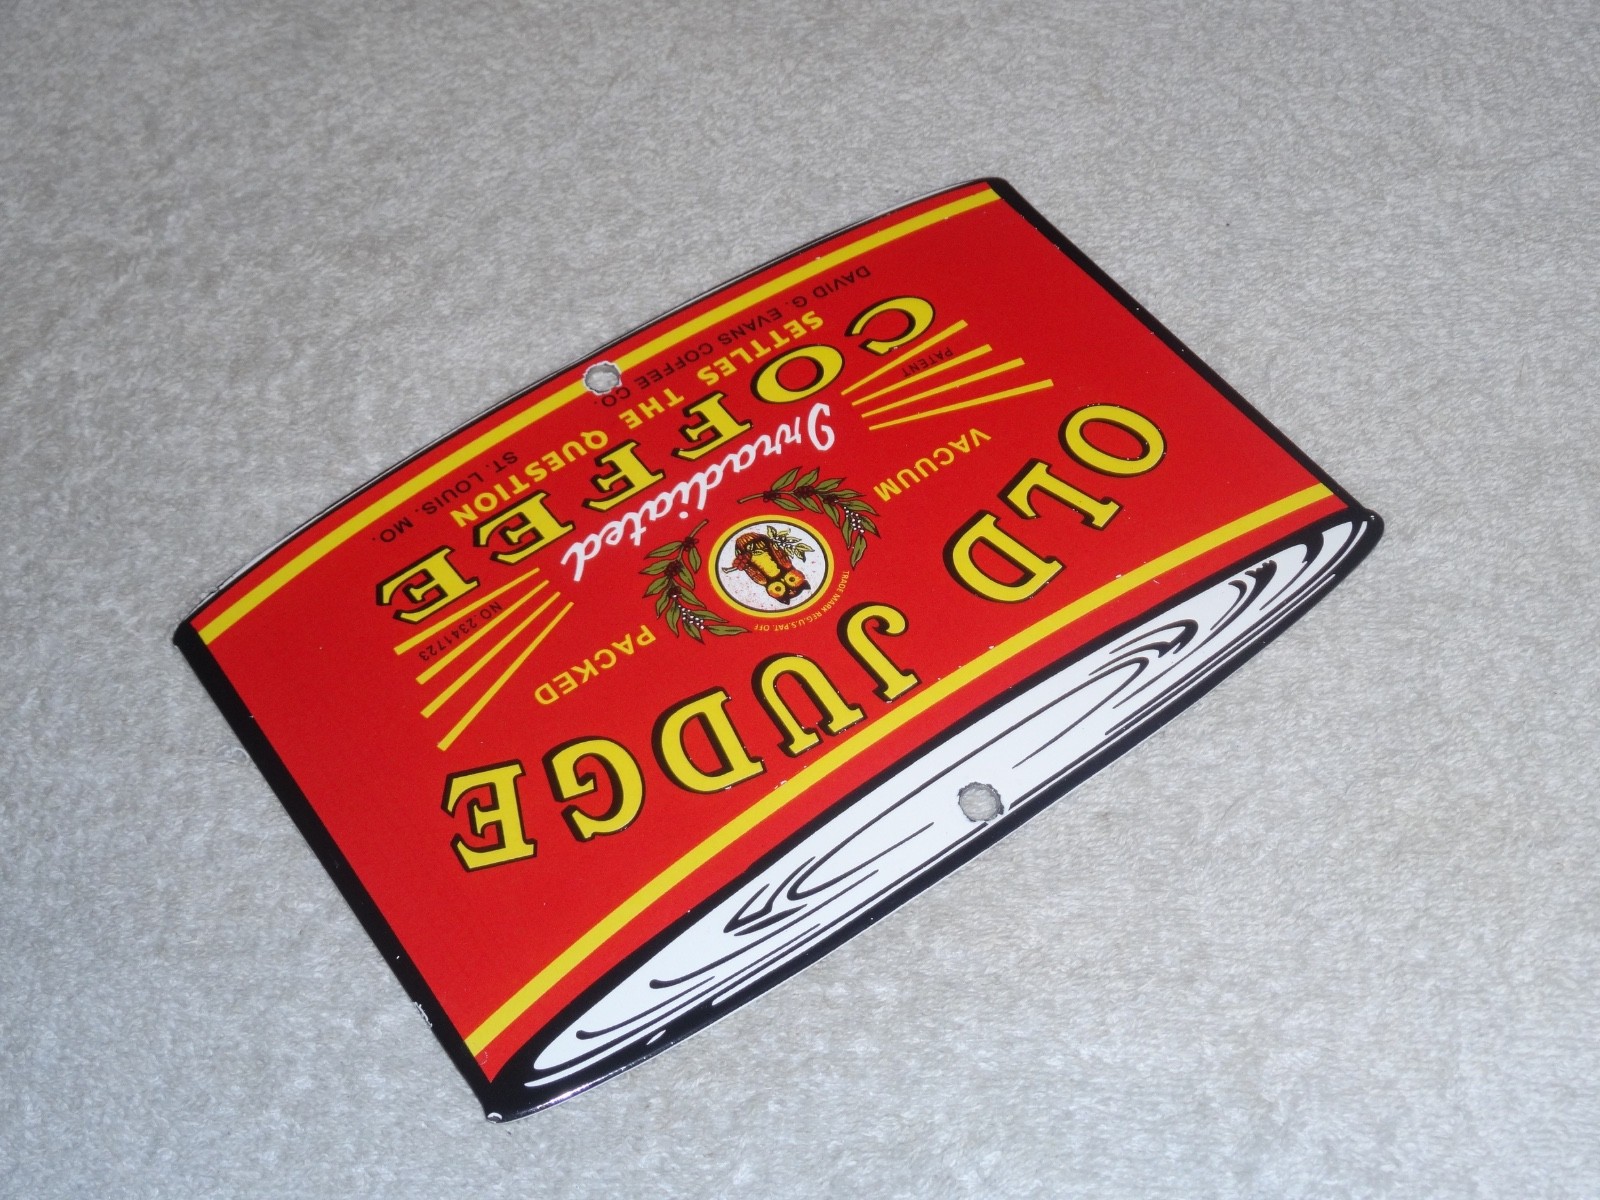 OLD JUDGE
TRADE MARK REG. U.S. PAT. OFF
VACUUM PACKED
Irradiated
PATENT NO 2341723
COFFEE
SETTLES THE QUESTION
DAVID G. EVANS COFFEE CO. ST. LOUIS. MO.